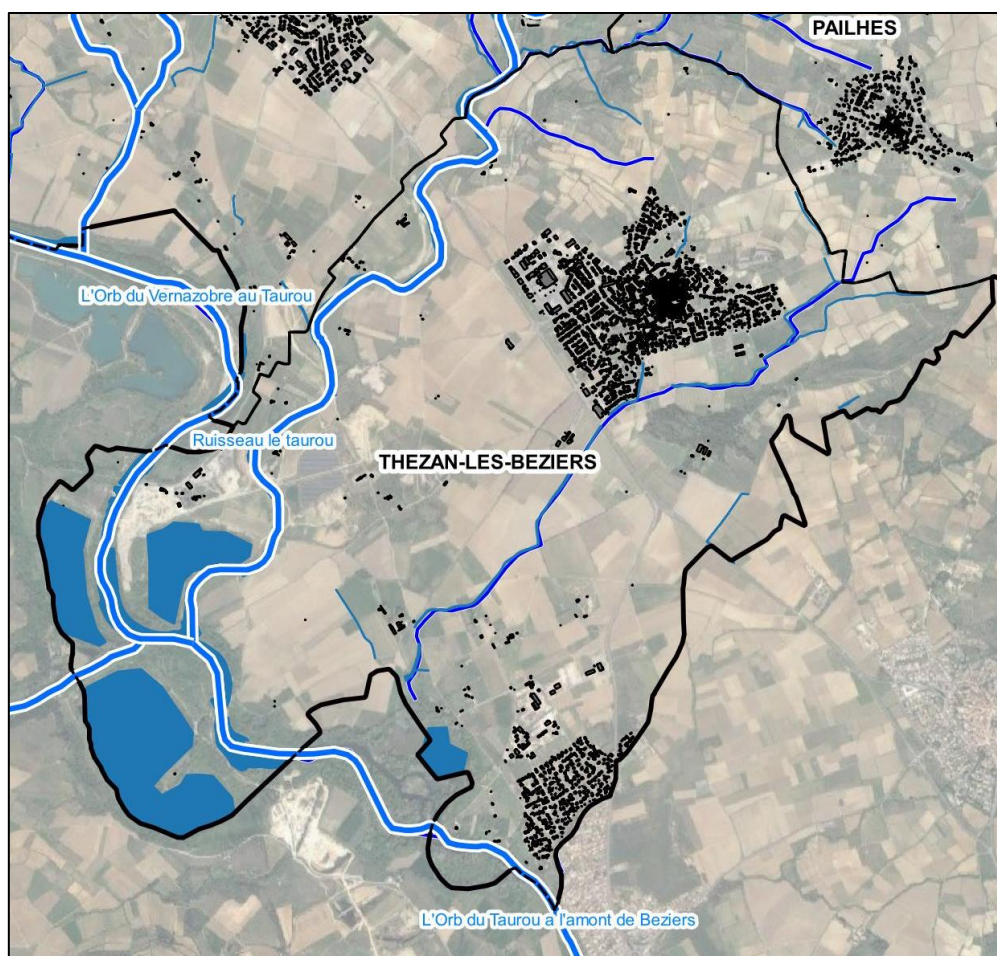 PAILHES
L'Orb du Vernazobre au Taurou
Ruisseau le taurou
THEZAN-LES-BEZIERS
L'Orb du Taurou a l'amont de Beziers